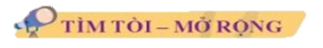 TÌM TÒI – MỞ RỘNG